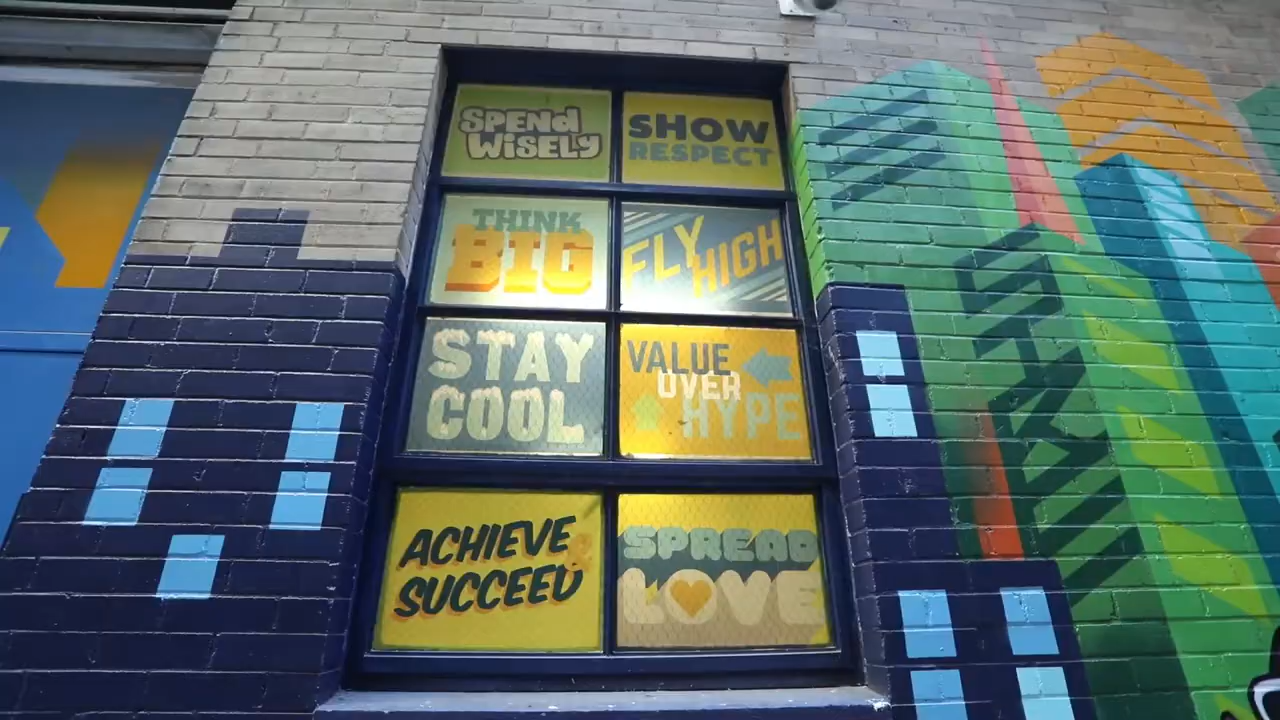 SPENd
WiSELY
SHOW
RESPECT
THINK
BIG
FLY
HIGH
STAY
COOL
VALUE
OVER
HYPE
ACHIEVE
SUCCEED
SPREAD
LOVE